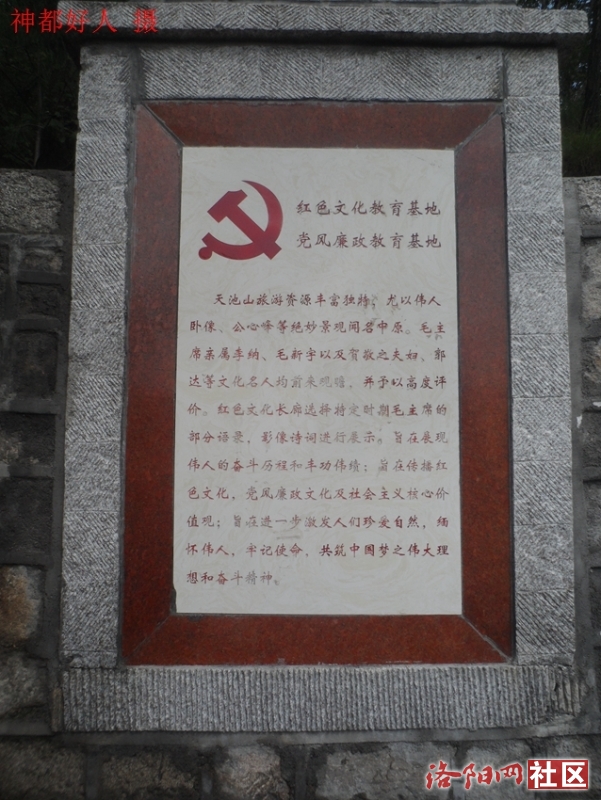 神都好人 摄
红色文化教育基地
党风廉政教育基地
天池山旅游资源丰富独特；尤以伟人
卧像、公心峰等绝妙景观闻名中原。毛主
席亲属李纳、毛新宇以及贺敬之夫妇、郭
达等文化名人均前来观瞻，并予以高度评
价。红色文化长廊选择特定时期毛主席的
部分语录，影像诗词进行展示。旨在展现
伟人的奋斗历程和丰功伟绩；旨在传播红
色文化，党风廉政文化及社会主义核心价
值观；旨在进一步激发人们珍爱自然，缅
怀伟人，牢记使命，共筑中国梦之伟大理
想和奋斗精神。
洛阳网社区